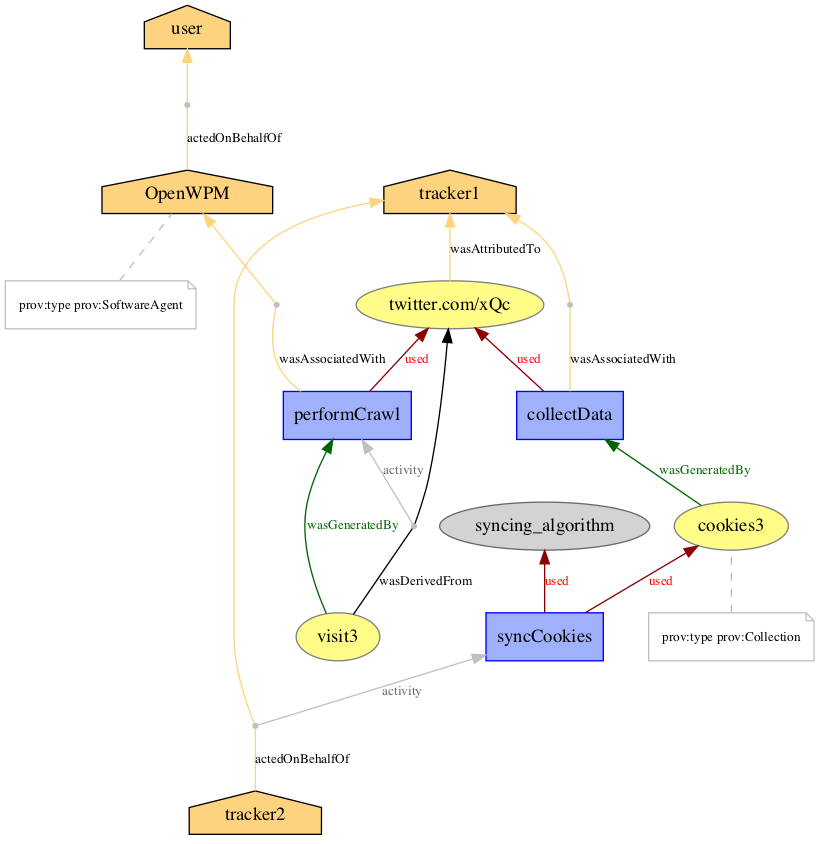 user
actedOnBehalfOf
OpenWPM
tracker1
wasAttributedTo
prov:type prov:SoftwareAgent
twitter.com/xQc
wasAssociatedWith
used
used
wasAssociatedWith
performCrawl
collectData
activity
wasGeneratedBy
wasGeneratedBy
syncing_algorithm
cookies3
wasDerivedFrom
used
used
visit3
syncCookies
prov:type prov:Collection
activity
actedOnBehalfOf
tracker2